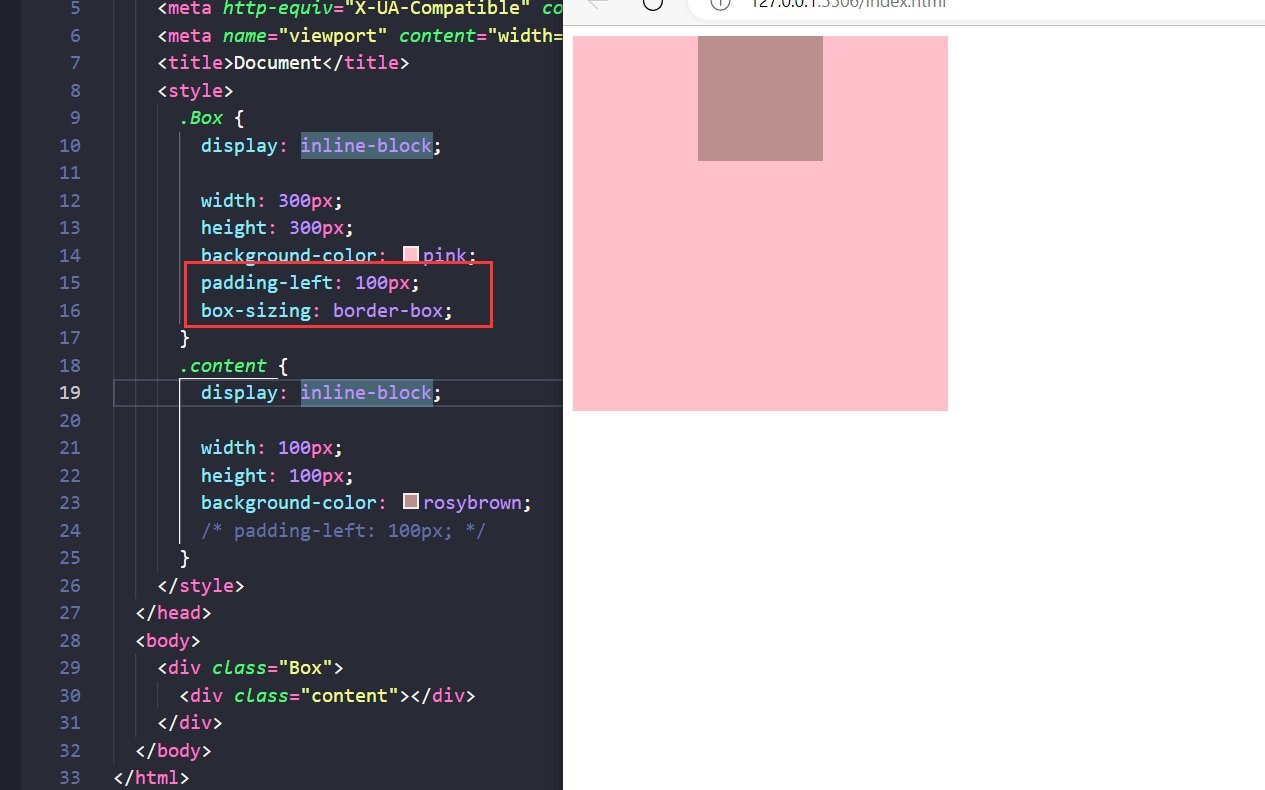 5 <meta http-equiv="X-UA-Compatible" co
6 <meta name="viewport" content="width=
7 <title>Document</title>
8 <style>
9 .Box {
10 display: inline-block;
11
12 width: 300px;
13 height: 300px;
14 background-color: pink;
15 padding-left: 100px;
16 box-sizing: border-box;
17 }
18 .content {
19 display: inline-block;
20
21 width: 100px;
22 height: 100px;
23 background-color: rosybrown;
24 /* padding-left: 100px; */
25 }
26 </style>
27 </head>
28 <body>
29 <div class="Box">
30 <div class="content"></div>
31 </div>
32 </body>
33 </html>
127.0.0.1:5506/index.html